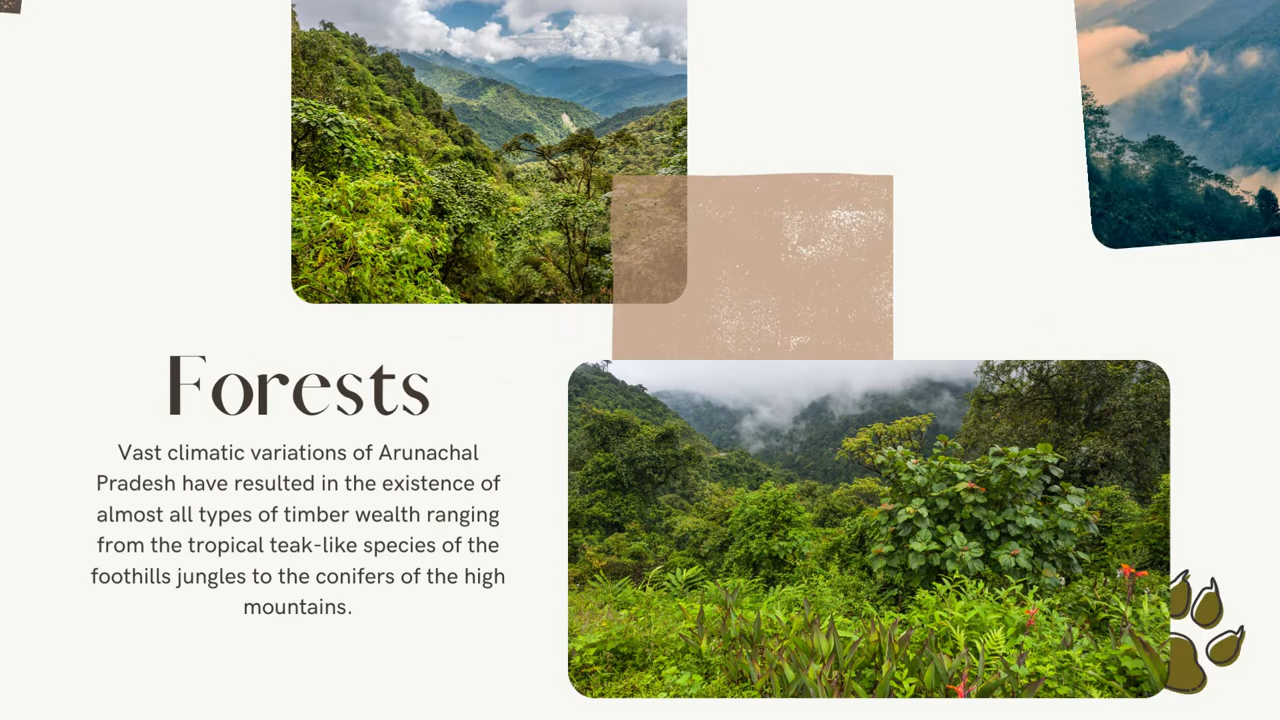 Forests
Vast climatic variations of Arunachal
Pradesh have resulted in the existence of
almost all types of timber wealth ranging
from the tropical teak-like species of the
foothills jungles to the conifers of the high
mountains.